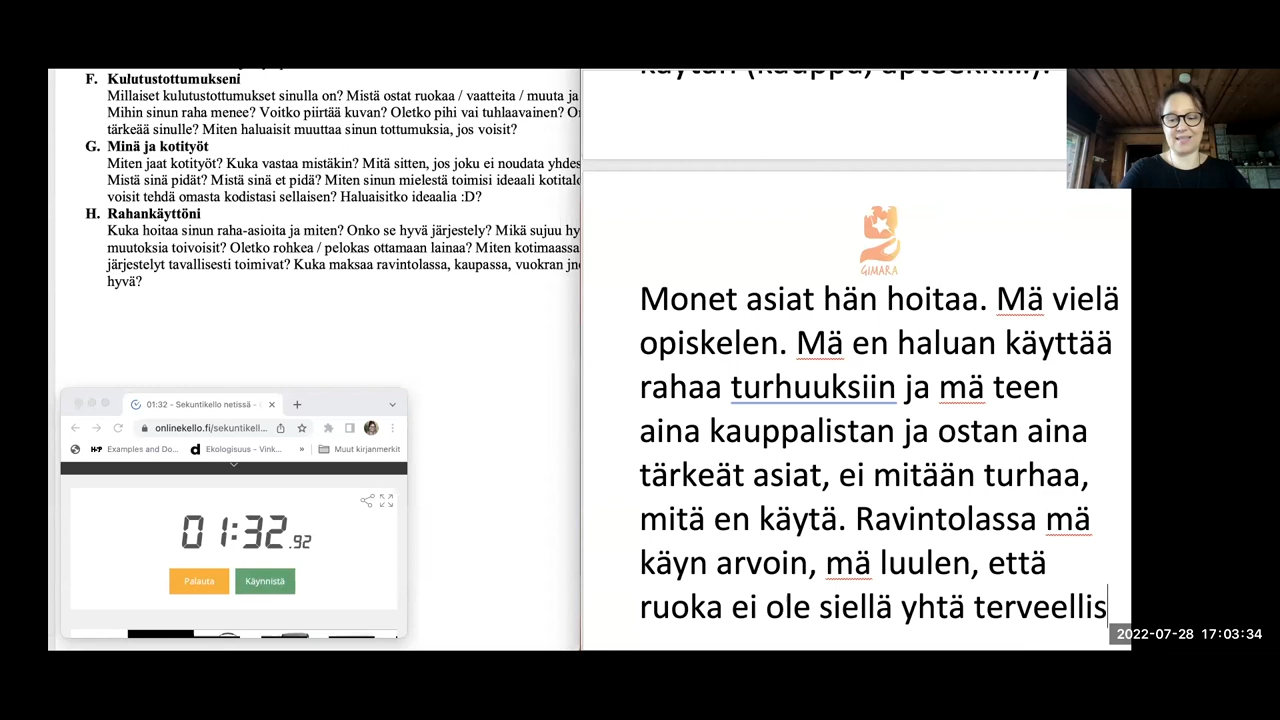 F. Kulutustottumukseni
Millaiset kulutustottumukset sinulla on? Mistä ostat ruokaa / vaatteita / muuta ja
Mihin sinun raha menee? Voitko piirtää kuvan? Oletko pihi vai tuhlaavainen? On
tärkeää sinulle? Miten haluaisit muuttaa sinun tottumuksia, jos voisit?
G. Minä ja kotityöt
Miten jaat kotityöt? Kuka vastaa mistäkin? Mitä sitten, jos joku ei noudata yhdes
Mistä sinä pidät? Mistä sinä et pidä? Miten sinun mielestä toimisi ideaali kotitalo
voisit tehdä omasta kodistasi sellaisen? Haluaisitko ideaalia :D?
H. Rahankäyttöni
Kuka hoitaa sinun raha-asioita ja miten? Onko se hyvä järjestely? Mikä sujuu hy
muutoksia toivoisit? Oletko rohkea / pelokas ottamaan lainaa? Miten kotimaassa
järjestelyt tavallisesti toimivat? Kuka maksaa ravintolassa, kaupassa, vuokran jne
hyvä?
01:32 - Sekuntikello netissä -
onlinekello.fi/sekuntikell...
Examples and Do...
Ekologisuus - Vink...
»
Muut kirjanmerkit
01:32.92
Palauta
Käynnistä
GIMARA
Monet asiat hän hoitaa. Mä vielä
opiskelen. Mä en haluan käyttää
rahaa turhuuksiin ja mä teen
aina kauppalistan ja ostan aina
tärkeät asiat, ei mitään turhaa,
mitä en käytä. Ravintolassa mä
käyn arvoin, mä luulen, että
ruoka ei ole siellä yhtä terveellis
2022-07-28 17:03:34